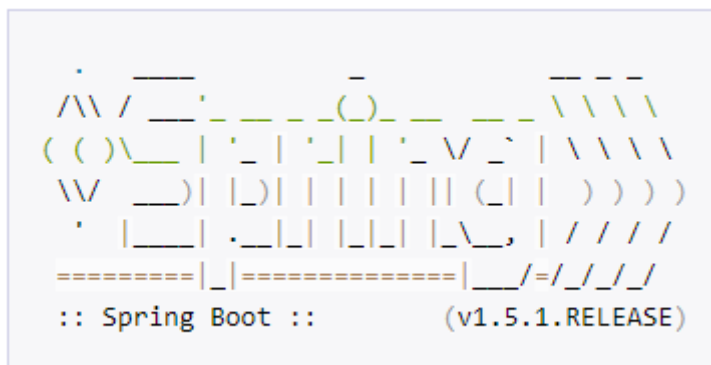 .   ____          _            __ _ _
 /\\ / ___'_ __ _ _(_)_ __  __ _ \ \ \ \
( ( )\___ | '_ | '_| | '_ \/ _` | \ \ \ \
 \\/  ___)| |_)| | | | | || (_| |  ) ) ) )
  '  |____| .__|_| |_|_| |_\__, | / / / /
 =========|_|==============|___/=/_/_/_/
 :: Spring Boot ::        (v1.5.1.RELEASE)